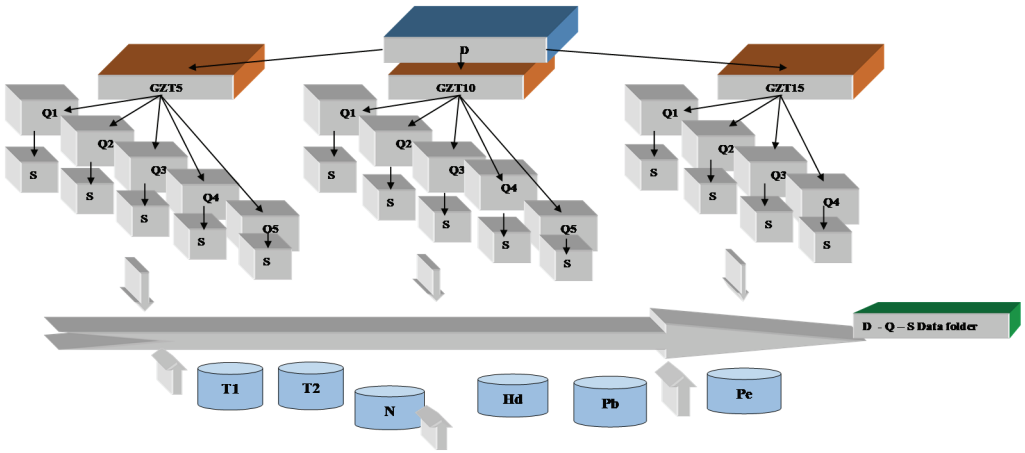 D
GZT5
GZT10
GZT15
Q1
Q2
Q3
Q4
Q5
S
S
S
S
S
Q1
Q2
Q3
Q4
Q5
S
S
S
S
S
Q1
Q2
Q3
Q4
S
S
S
S
D - Q – S Data folder
T1
T2
N
Hd
Pb
Pe